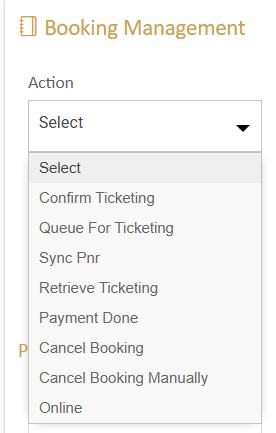 Booking Management
Action
Select
Select
Confirm Ticketing
Queue For Ticketing
Sync Pnr
Retrieve Ticketing
Payment Done
P
Cancel Booking
Cancel Booking Manually
Online